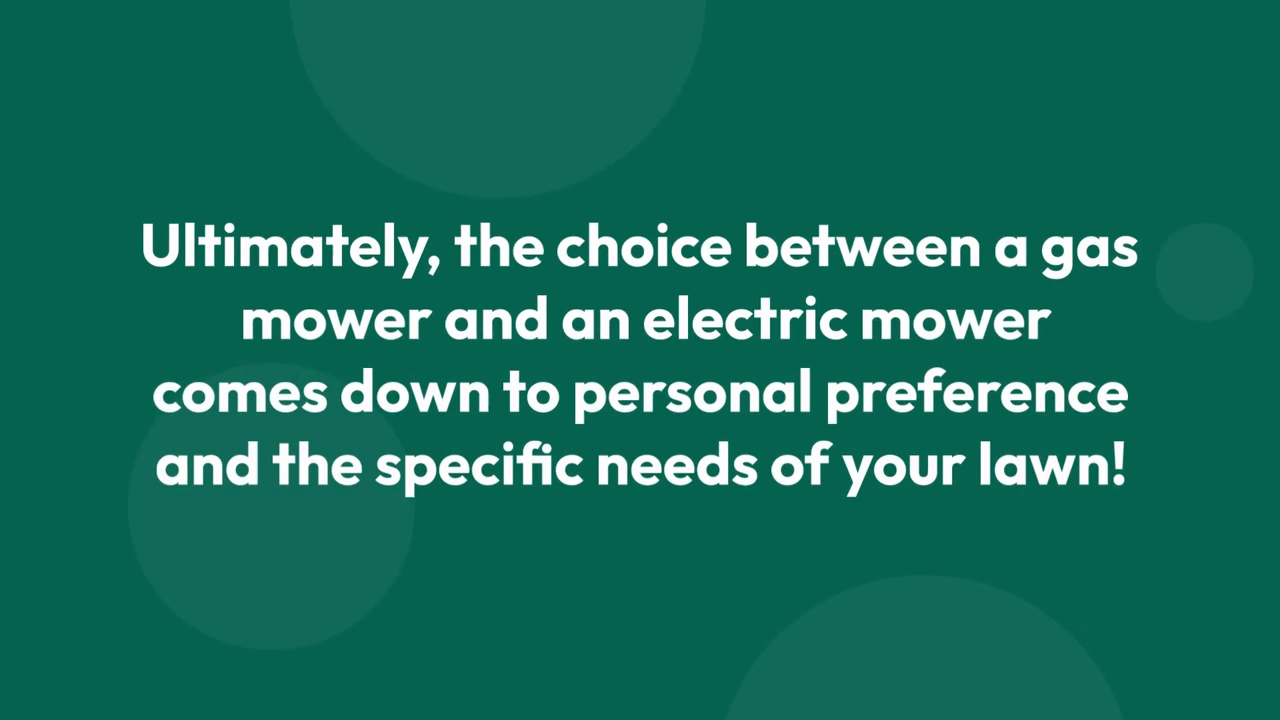 Ultimately, the choice between a gas
mower and an electric mower
comes down to personal preference
and the specific needs of your lawn!